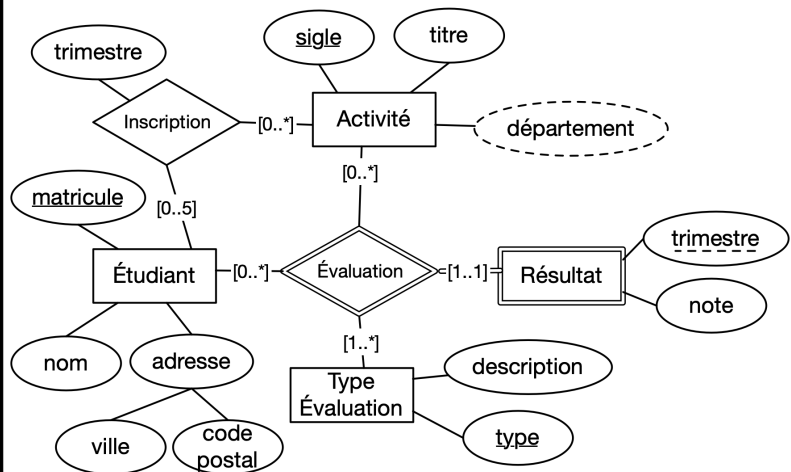 trimestre
sigle
titre
Inscription
[0..*]
Activité
département
[0..*]
matricule
[0..5]
trimestre
Étudiant
[0..*]
Évaluation
[1..1]
Résultat
note
[1..*]
nom
adresse
Type
Évaluation
description
ville
code
postal
type